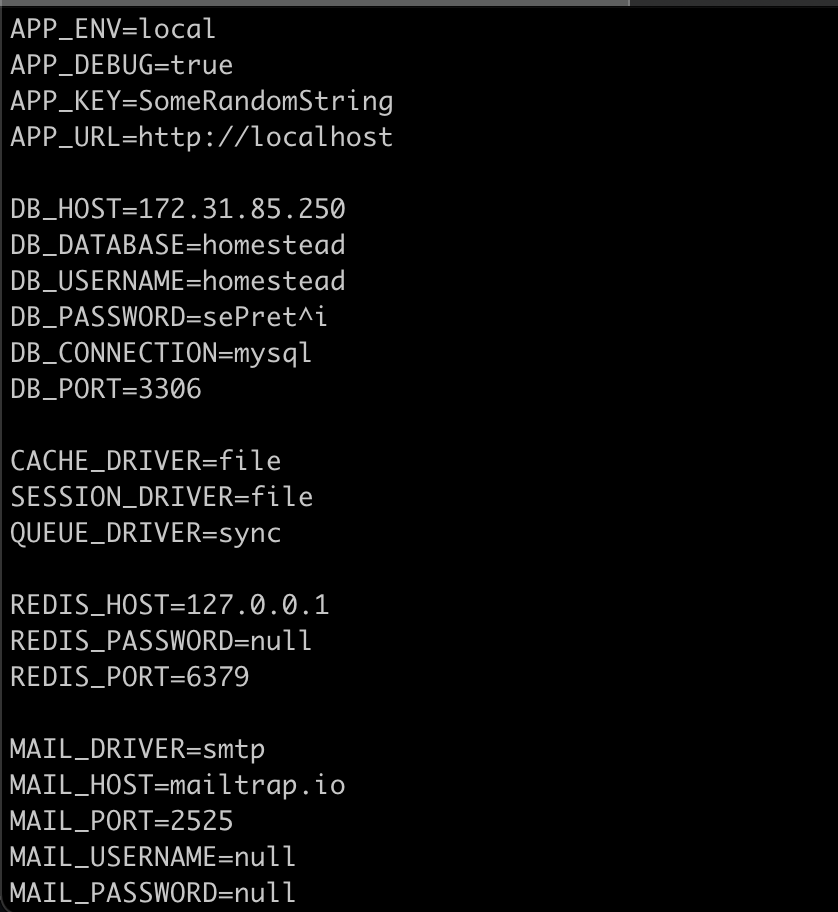 APP_ENV=local
APP_DEBUG=true
APP_KEY=SomeRandomString
APP_URL=http://localhost
DB_HOST=172.31.85.250
DB_DATABASE=homestead
DB_USERNAME=homestead
DB_PASSWORD=sePret^i
DB_CONNECTION=mysql
DB_PORT=3306
CACHE_DRIVER=file
SESSION_DRIVER=file
QUEUE_DRIVER=sync
REDIS_HOST=127.0.0.1
REDIS_PASSWORD=null
REDIS_PORT=6379
MAIL_DRIVER=smtp
MAIL_HOST=mailtrap.io
MAIL_PORT=2525
MAIL_USERNAME=null
MAIL_PASSWORD=null